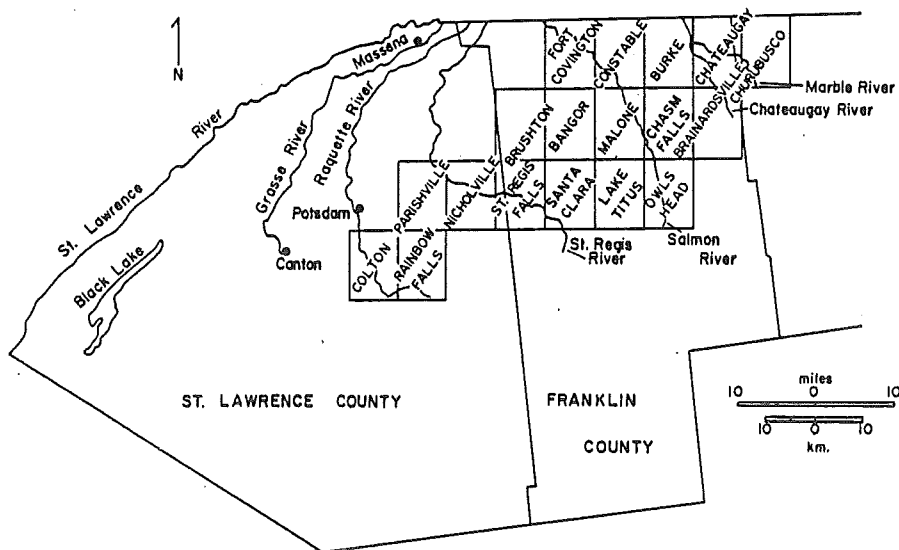 N
Massena
St. Lawrence River
Grasse River
Raquette River
Potsdam
Canton
Black Lake
FORT
COVINGTON
CONSTABLE
BURKE
CHATEAUGAY
CHURUBUSCO
Marble River
Chateaugay River
BRUSHTON
BANGOR
MALONE
CHASM
FALLS
BRAINARDSVILLE
PARISHVILLE
NICHOLVILLE
ST. REGIS
FALLS
SANTA
CLARA
LAKE
TITUS
OWLS
HEAD
COLTON
RAINBOW
FALLS
St. Regis
River
Salmon
River
ST. LAWRENCE COUNTY
FRANKLIN
COUNTY
miles
10 0 10
10 0 10
km.